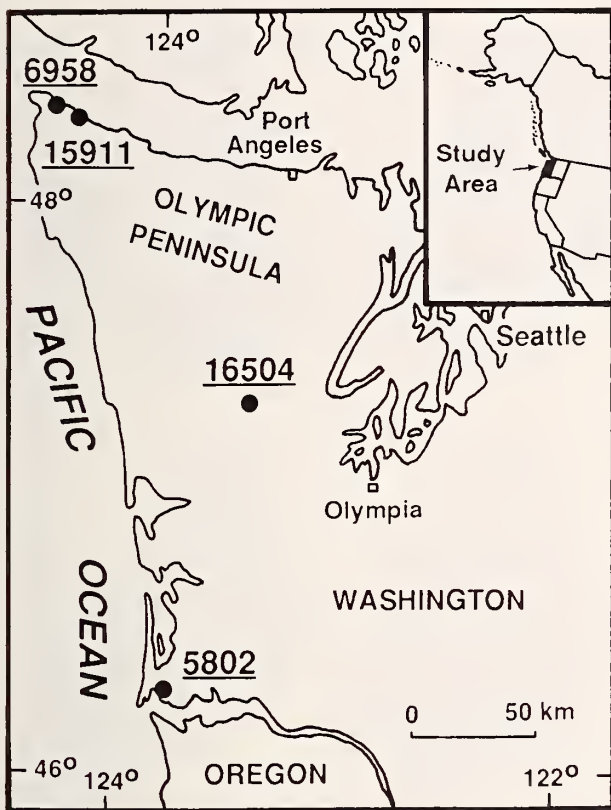 124°
6958
15911
Port
Angeles
Study
Area
48°
OLYMPIC
PENINSULA
PACIFIC
OCEAN
Seattle
16504
Olympia
WASHINGTON
5802
0 50 km
46°
124°
OREGON
122°